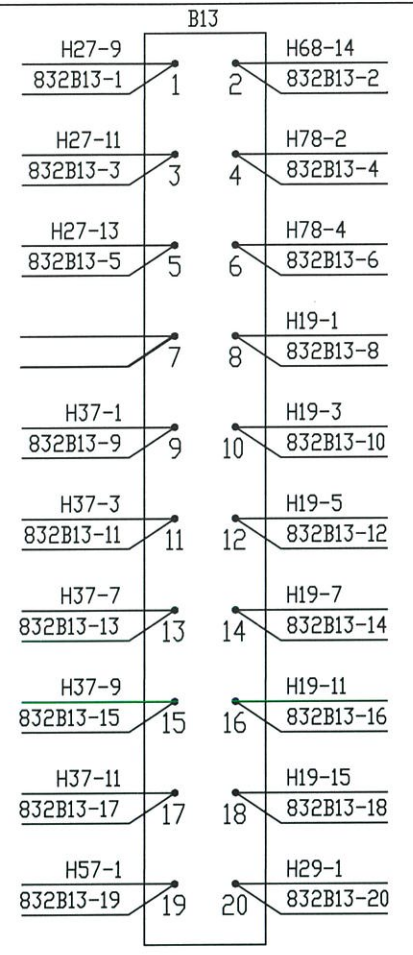 B13
H27-9 H68-14
832B13-1 1 2 832B13-2
H27-11 H78-2
832B13-3 3 4 832B13-4
H27-13 H78-4
832B13-5 5 6 832B13-6
H19-1
7 8 832B13-8
H37-1 H19-3
832B13-9 9 10 832B13-10
H37-3 H19-5
832B13-11 11 12 832B13-12
H37-7 H19-7
832B13-13 13 14 832B13-14
H37-9 H19-11
832B13-15 15 16 832B13-16
H37-11 H19-15
832B13-17 17 18 832B13-18
H57-1 H29-1
832B13-19 19 20 832B13-20